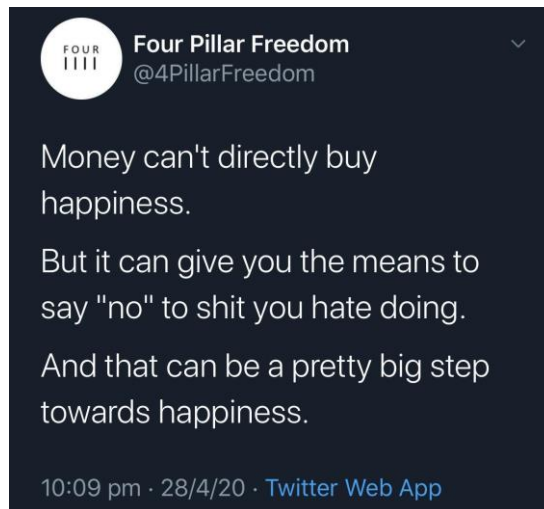 FOUR
Four Pillar Freedom
@4PillarFreedom
Money can't directly buy
happiness.
But it can give you the means to
say "no" to shit you hate doing.
And that can be a pretty big step
towards happiness.
10:09 pm · 28/4/20 · Twitter Web App